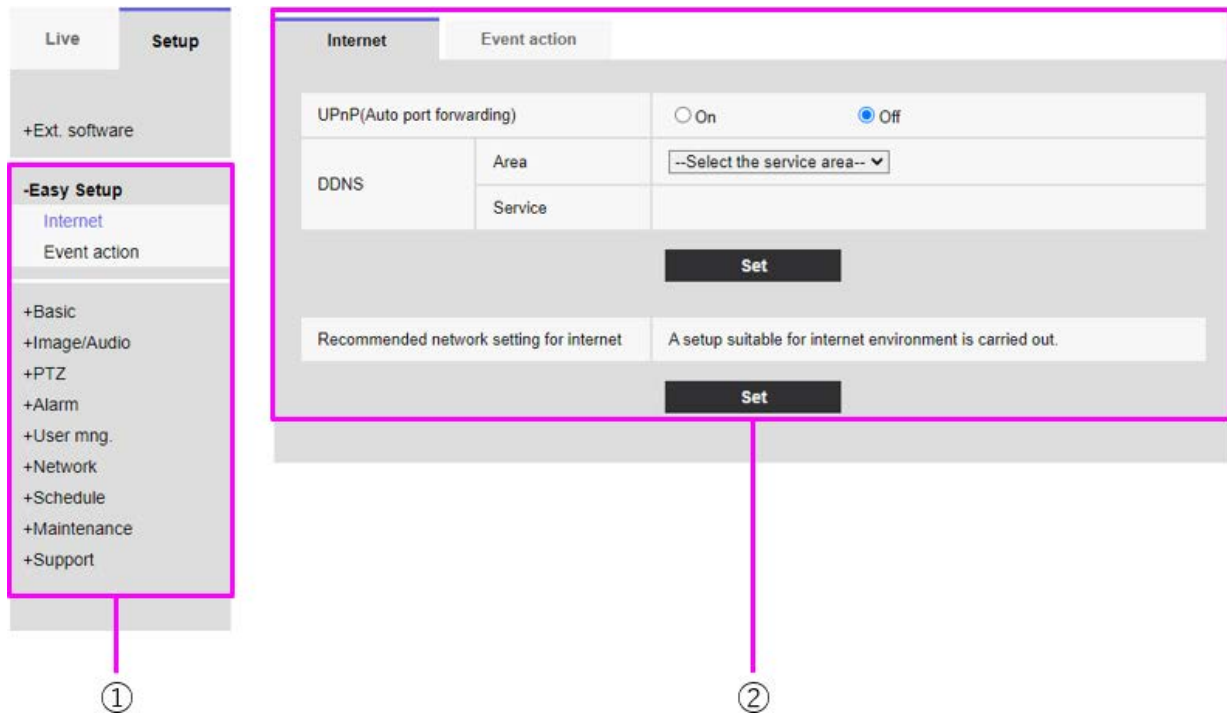 Live Setup
+Ext. software
-Easy Setup
Internet
Event action
+Basic
+Image/Audio
+PTZ
+Alarm
+User mng.
+Network
+Schedule
+Maintenance
+Support
①
Internet Event action
UPnP(Auto port forwarding) On Off
DDNS
Area --Select the service area--
Service
Set
Recommended network setting for internet A setup suitable for internet environment is carried out.
Set
②